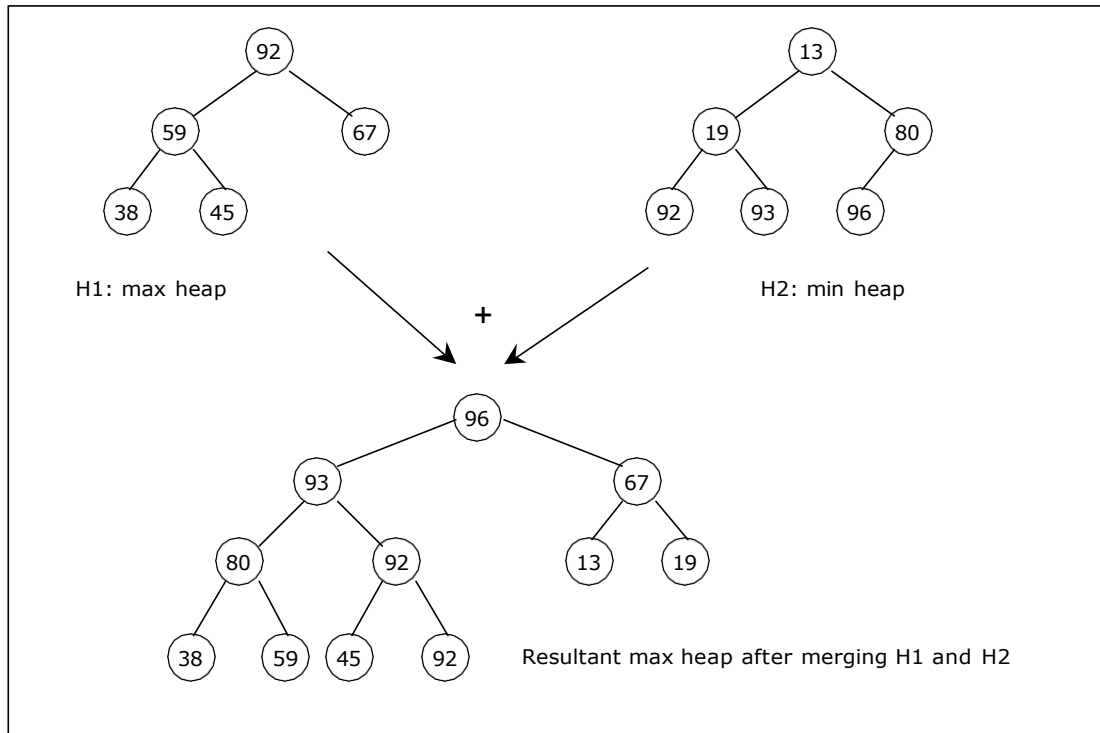 92 13
59 67 19 80
38 45 92 93 96
H1: max heap H2: min heap
+
96
93 67
80 92 13 19
38 59 45 92 Resultant max heap after merging H1 and H2